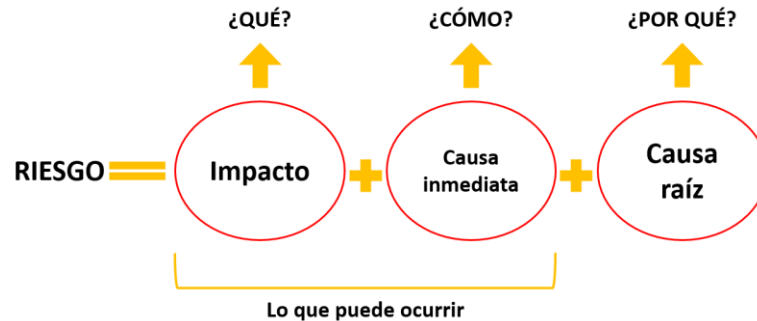 ¿QUÉ?
¿CÓMO?
¿POR QUÉ?
RIESGO
Impacto
Causa
inmediata
Causa
raíz
Lo que puede ocurrir